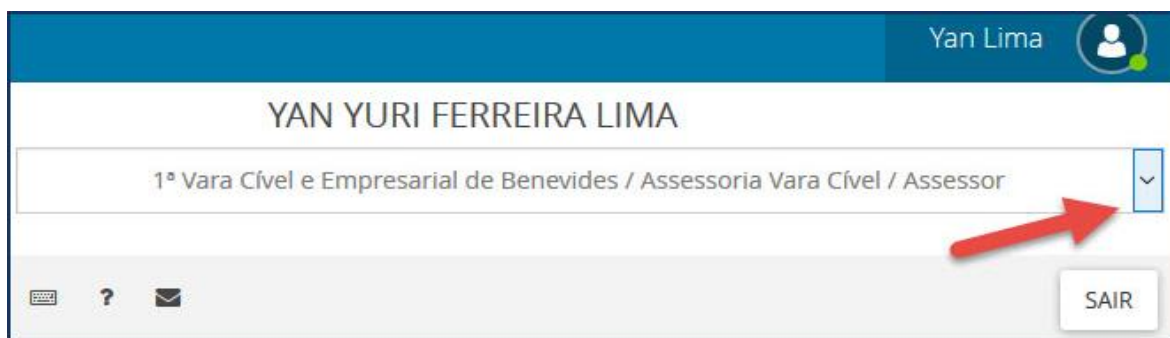 Yan Lima
YAN YURI FERREIRA LIMA
1ª Vara Cível e Empresarial de Benevides / Assessoria Vara Cível / Assessor
?
SAIR